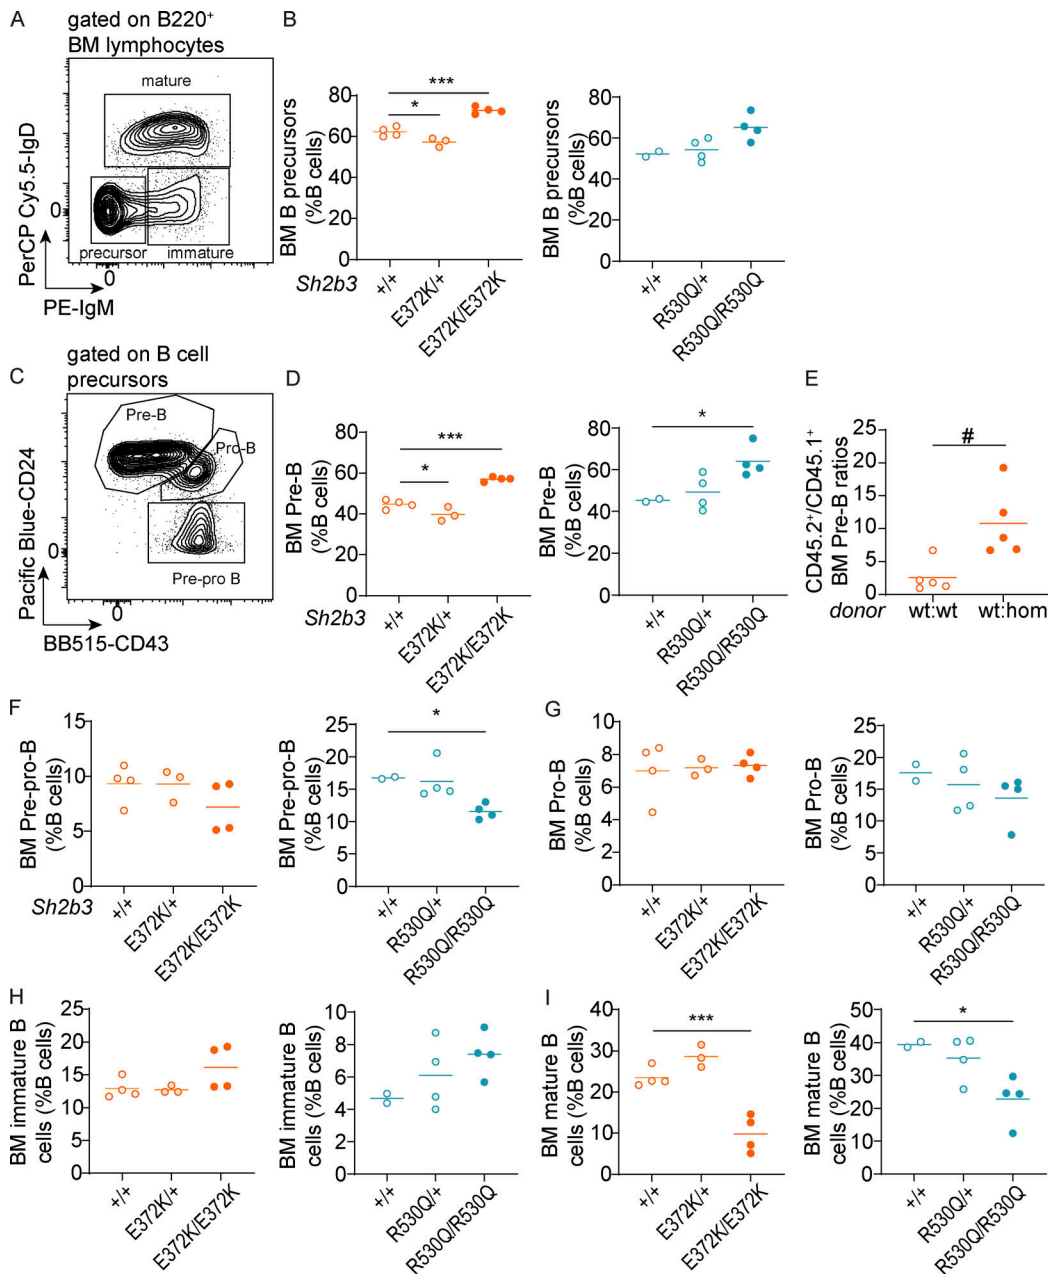 A
gated on B220+
BM lymphocytes
mature
precursor
immature
PerCP Cy5.5-IgD
0
0
PE-IgM
B
BM B precursors
(%B cells)
80
60
40
20
0
*
***
Sh2b3
+/+
E372K/+
E372K/E372K
BM B precursors
(%B cells)
80
60
40
20
0
+/+
R530Q/+
R530Q/R530Q
C
gated on B cell
precursors
Pre-B
Pro-B
Pre-pro B
Pacific Blue-CD24
0
0
BB515-CD43
D
BM Pre-B
(%B cells)
80
60
40
20
0
***
*
Sh2b3
+/+
E372K/+
E372K/E372K
BM Pre-B
(%B cells)
80
60
40
20
0
*
+/+
R530Q/+
R530Q/R530Q
E
CD45.2+/CD45.1+
BM Pre-B ratios
25
20
15
10
5
0
#
donor
wt:wt
wt:hom
F
BM Pre-pro-B
(%B cells)
15
10
5
0
Sh2b3
+/+
E372K/+
E372K/E372K
BM Pre-pro-B
(%B cells)
25
20
15
10
5
0
*
+/+
R530Q/+
R530Q/R530Q
G
BM Pro-B
(%B cells)
10
8
6
4
2
0
+/+
E372K/+
E372K/E372K
BM Pro-B
(%B cells)
25
20
15
10
5
0
+/+
R530Q/+
R530Q/R530Q
H
BM immature B
cells (%B cells)
25
20
15
10
5
0
+/+
E372K/+
E372K/E372K
BM immature B
cells (%B cells)
10
8
6
4
2
0
+/+
R530Q/+
R530Q/R530Q
I
BM mature B
cells (%B cells)
40
30
20
10
0
***
+/+
E372K/+
E372K/E372K
BM mature B
cells (%B cells)
50
40
30
20
10
0
*
+/+
R530Q/+
R530Q/R530Q